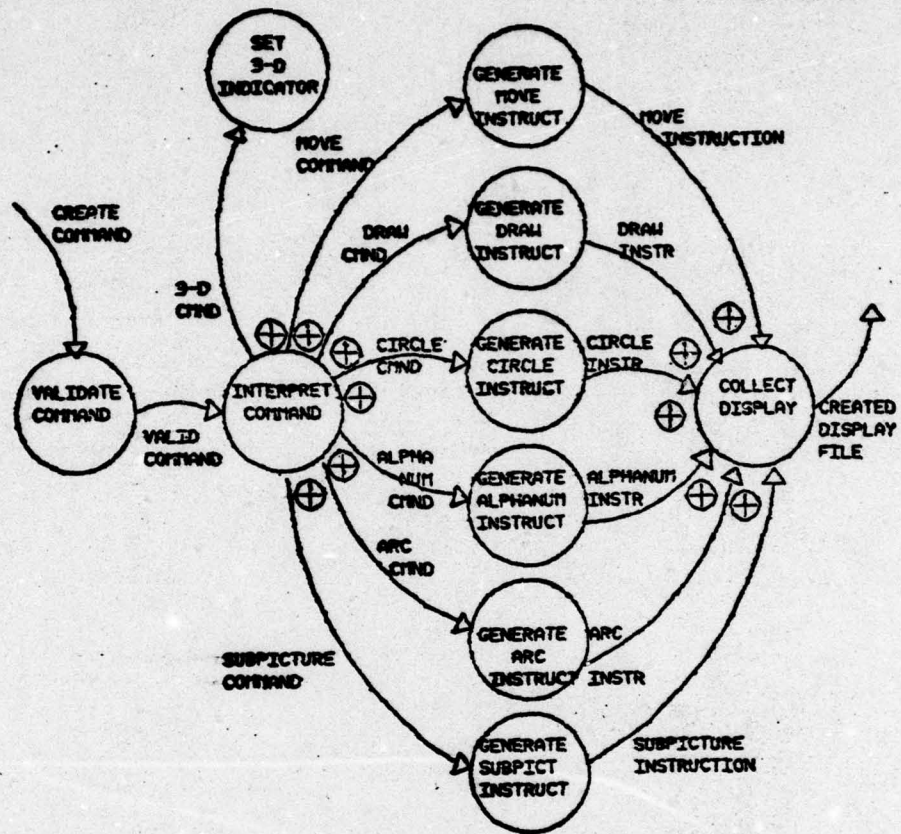 SET
3-D
INDICATOR
GENERATE
MOVE
INSTRUCT
MOVE
COMMAND
MOVE
INSTRUCTION
CREATE
COMMAND
GENERATE
DRAW
INSTRUCT
DRAW
CMND
DRAW
INSTR
3-D
CMND
VALIDATE
COMMAND
VALID
COMMAND
INTERPRET
COMMAND
CIRCLE
CMND
GENERATE
CIRCLE
INSTRUCT
CIRCLE
INSTR
COLLECT
DISPLAY
CREATED
DISPLAY
FILE
ALPHA
NUM
CMND
GENERATE
ALPHANUM
INSTRUCT
ALPHANUM
INSTR
ARC
CMND
GENERATE
ARC
INSTRUCT
ARC
INSTR
SUBPICTURE
COMMAND
GENERATE
SUBPICT
INSTRUCT
SUBPICTURE
INSTRUCTION